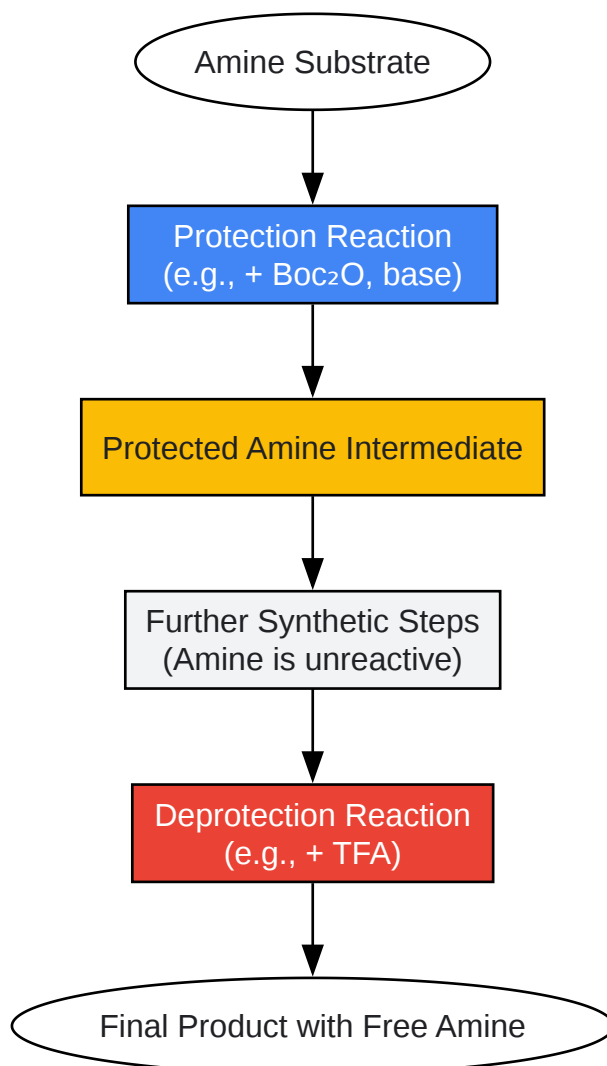 Amine Substrate
Protection Reaction
(e.g., + Boc₂O, base)
Protected Amine Intermediate
Further Synthetic Steps
(Amine is unreactive)
Deprotection Reaction
(e.g., + TFA)
Final Product with Free Amine